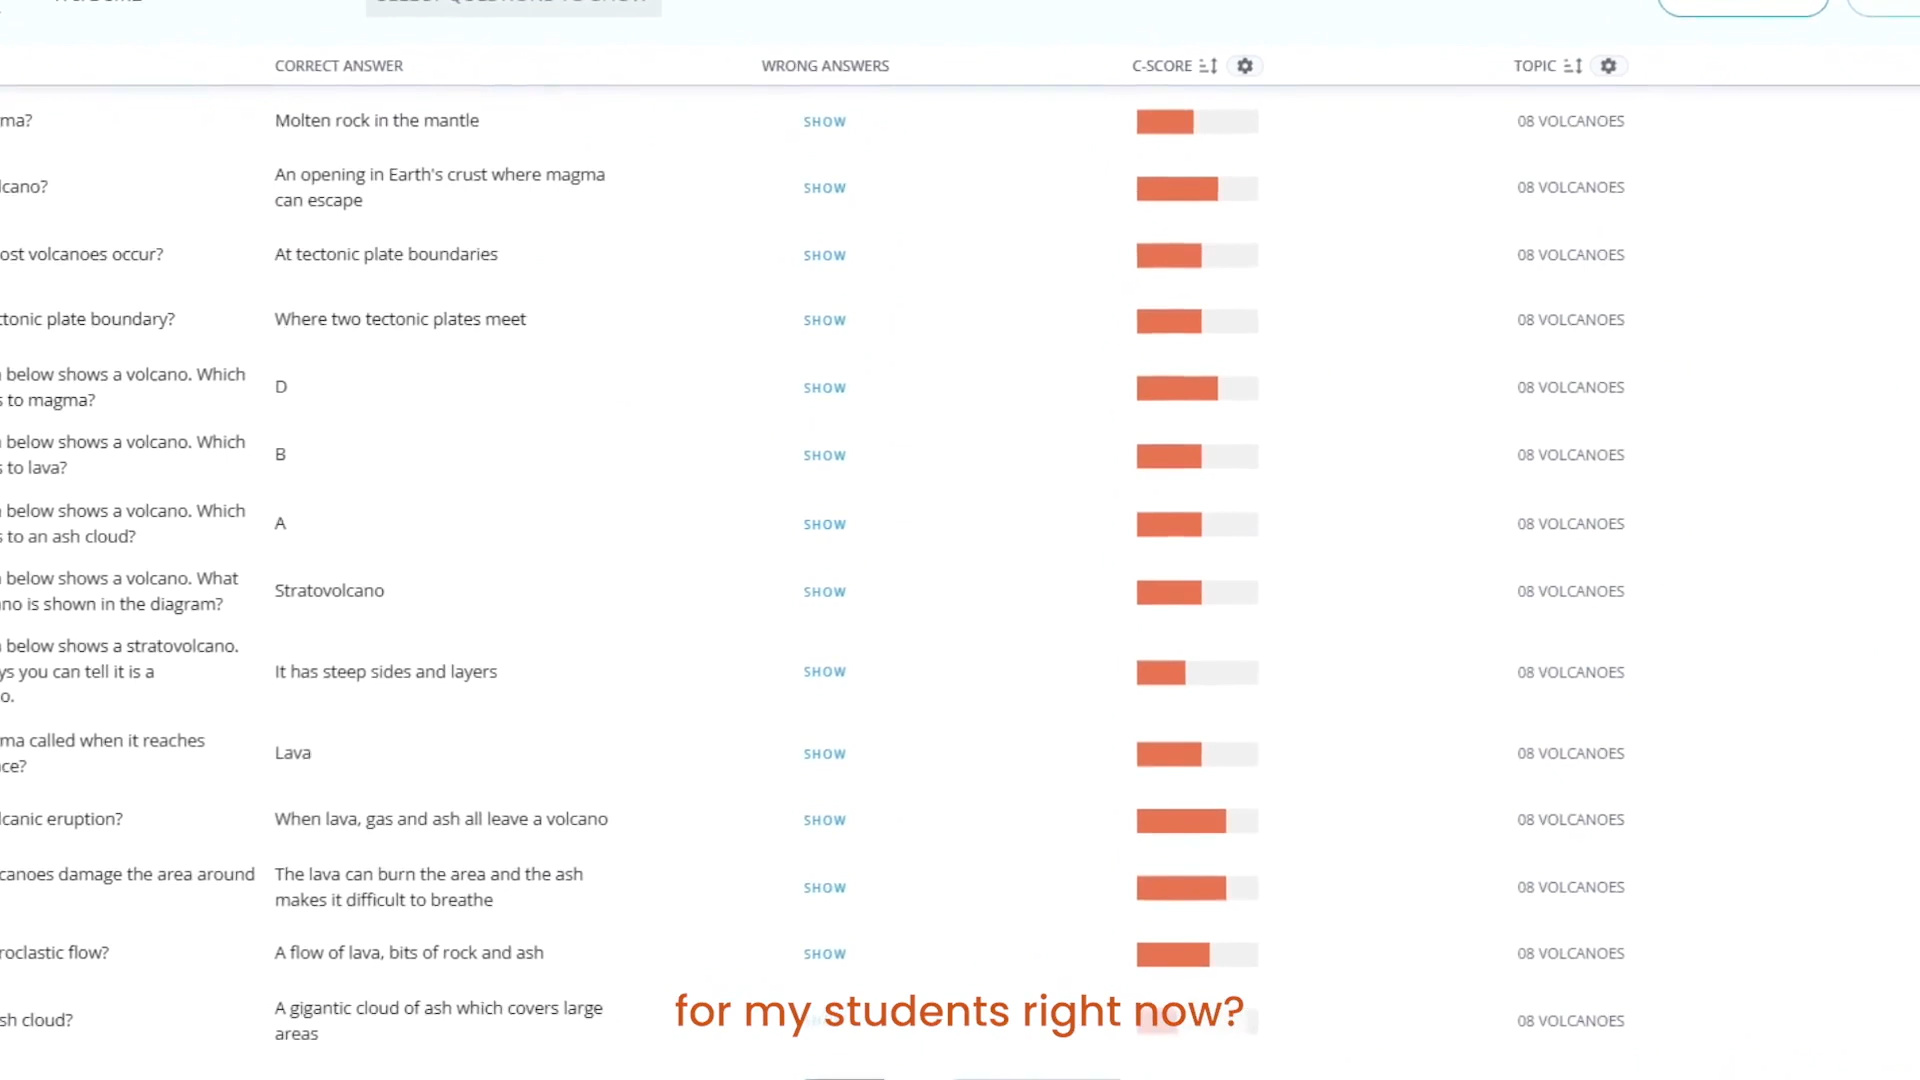 CORRECT ANSWER WRONG ANSWERS C-SCORE TOPIC
ma? Molten rock in the mantle SHOW 08 VOLCANOES
lcano? An opening in Earth's crust where magma
can escape SHOW 08 VOLCANOES
ost volcanoes occur? At tectonic plate boundaries SHOW 08 VOLCANOES
ctonic plate boundary? Where two tectonic plates meet SHOW 08 VOLCANOES
below shows a volcano. Which
s to magma? D SHOW 08 VOLCANOES
below shows a volcano. Which
s to lava? B SHOW 08 VOLCANOES
below shows a volcano. Which
s to an ash cloud? A SHOW 08 VOLCANOES
below shows a volcano. What
no is shown in the diagram? Stratovolcano SHOW 08 VOLCANOES
below shows a stratovolcano.
ys you can tell it is a It has steep sides and layers SHOW 08 VOLCANOES
o.
ma called when it reaches
ce? Lava SHOW 08 VOLCANOES
lcanic eruption? When lava, gas and ash all leave a volcano SHOW 08 VOLCANOES
canoes damage the area around The lava can burn the area and the ash
makes it difficult to breathe SHOW 08 VOLCANOES
roclastic flow? A flow of lava, bits of rock and ash SHOW 08 VOLCANOES
sh cloud? A gigantic cloud of ash which covers large
areas 08 VOLCANOES
for my students right now?